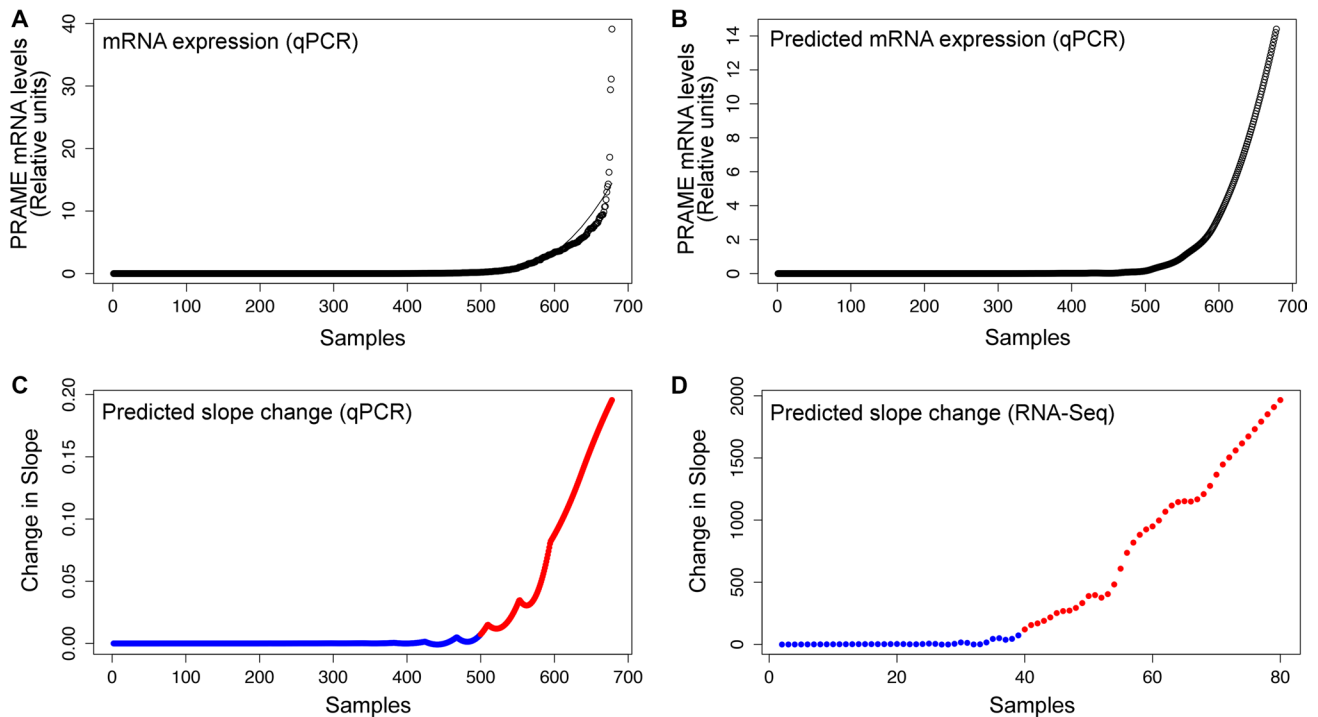 A
mRNA expression (qPCR)
PRAME mRNA levels
(Relative units)
0
10
20
30
40
0
100
200
300
400
500
600
700
Samples
B
Predicted mRNA expression (qPCR)
PRAME mRNA levels
(Relative units)
0
2
4
6
8
10
12
14
0
100
200
300
400
500
600
700
Samples
C
Predicted slope change (qPCR)
Change in Slope
0.00
0.05
0.10
0.15
0.20
0
100
200
300
400
500
600
700
Samples
D
Predicted slope change (RNA-Seq)
Change in Slope
0
500
1000
1500
2000
0
20
40
60
80
Samples